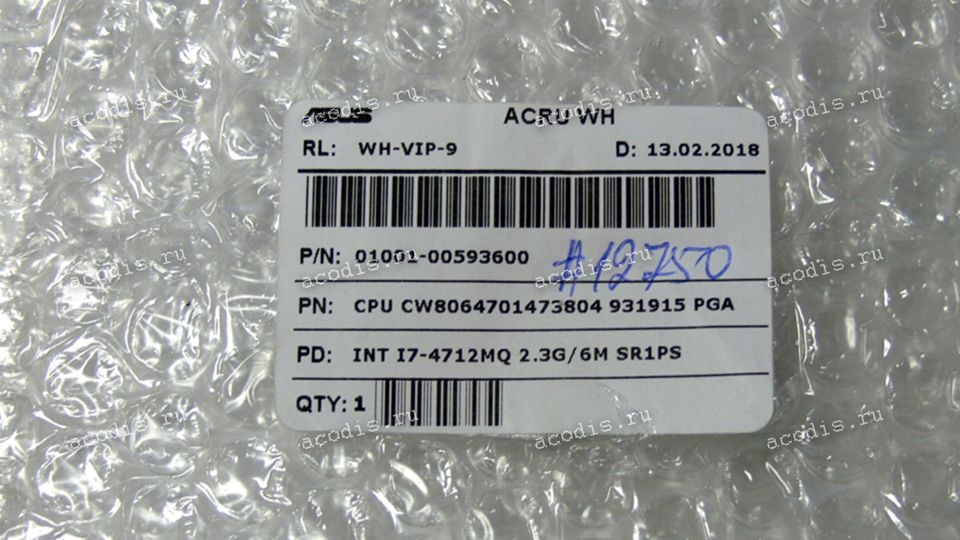 ASUS ACRU WH
RL: WH-VIP-9 D: 13.02.2018
P/N: 01001-00593600 #12750
PN: CPU CW8064701473804 931915 PGA
PD: INT I7-4712MQ 2.3G/6M SR1PS
QTY: 1
acodis.ru